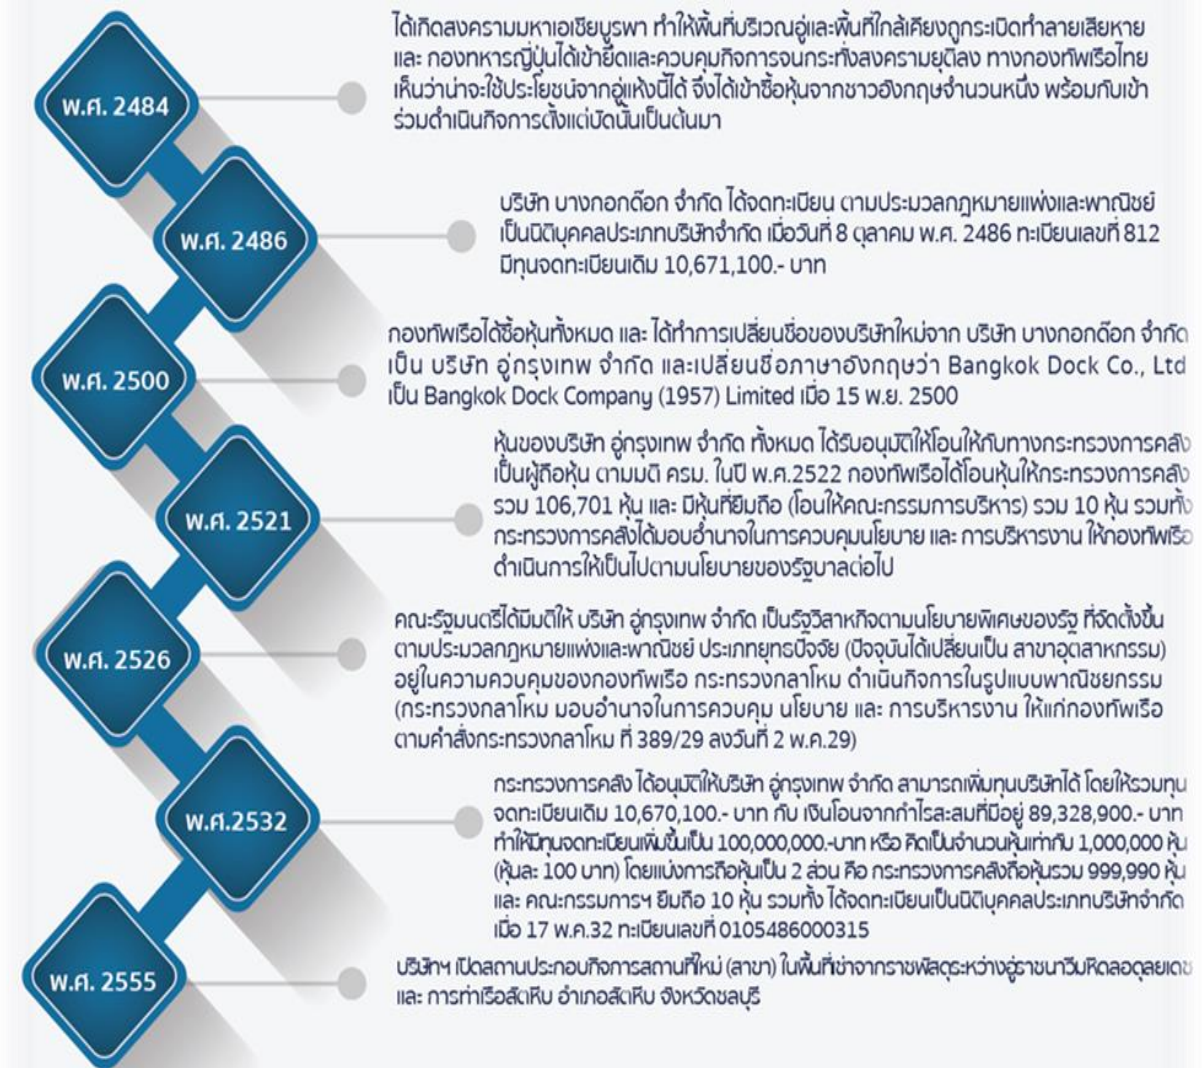 พ.ศ. 2484
ได้เกิดสงครามมหาเอเชียบูรพา ทำให้พื้นที่บริเวณอู่และพื้นที่ใกล้เคียงถูกระเบิดทำลายเสียหาย
และ กองทหารญี่ปุ่นได้เข้ายึดและควบคุมกิจการจนกระทั่งสงครามยุติลง ทางกองทัพเรือไทย
เห็นว่าน่าจะใช้ประโยชน์จากอู่แห่งนี้ได้ จึงได้เข้าซื้อหุ้นจากชาวอังกฤษจำนวนหนึ่ง พร้อมกับเข้า
ร่วมดำเนินกิจการตั้งแต่บัดนั้นเป็นต้นมา
พ.ศ. 2486
บริษัท บางกอกด๊อก จำกัด ได้จดทะเบียน ตามประมวลกฎหมายแพ่งและพาณิชย์
เป็นนิติบุคคลประเภทบริษัทจำกัด เมื่อวันที่ 8 ตุลาคม พ.ศ. 2486 ทะเบียนเลขที่ 812
มีทุนจดทะเบียนเดิม 10,671,100.- บาท
พ.ศ. 2500
กองทัพเรือได้ซื้อหุ้นทั้งหมด และ ได้ทำการเปลี่ยนชื่อของบริษัทใหม่จาก บริษัท บางกอกด๊อก จำกัด
เป็น บริษัท อู่กรุงเทพ จำกัด และเปลี่ยนชื่อภาษาอังกฤษว่า Bangkok Dock Co., Ltd
เป็น Bangkok Dock Company (1957) Limited เมื่อ 15 พ.ย. 2500
พ.ศ. 2521
หุ้นของบริษัท อู่กรุงเทพ จำกัด ทั้งหมด ได้รับอนุมัติให้โอนให้กับทางกระทรวงการคลัง
เป็นผู้ถือหุ้น ตามมติ ครม. ในปี พ.ศ.2522 กองทัพเรือได้โอนหุ้นให้กระทรวงการคลัง
รวม 106,701 หุ้น และ มีหุ้นที่ยืมถือ (โอนให้คณะกรรมการบริหาร) รวม 10 หุ้น รวมทั้ง
กระทรวงการคลังได้มอบอำนาจในการควบคุมนโยบาย และ การบริหารงาน ให้กองทัพเรือ
ดำเนินการให้เป็นไปตามนโยบายของรัฐบาลต่อไป
พ.ศ. 2526
คณะรัฐมนตรีได้มีมติให้ บริษัท อู่กรุงเทพ จำกัด เป็นรัฐวิสาหกิจตามนโยบายพิเศษของรัฐ ที่จัดตั้งขึ้น
ตามประมวลกฎหมายแพ่งและพาณิชย์ ประเภทยุทธปัจจัย (ปัจจุบันได้เปลี่ยนเป็น สาขาอุตสาหกรรม)
อยู่ในความควบคุมของกองทัพเรือ กระทรวงกลาโหม ดำเนินกิจการในรูปแบบพาณิชยกรรม
(กระทรวงกลาโหม มอบอำนาจในการควบคุม นโยบาย และ การบริหารงาน ให้แก่กองทัพเรือ
ตามคำสั่งกระทรวงกลาโหม ที่ 389/29 ลงวันที่ 2 พ.ค.29)
พ.ศ.2532
กระทรวงการคลัง ได้อนุมัติให้บริษัท อู่กรุงเทพ จำกัด สามารถเพิ่มทุนบริษัทได้ โดยให้รวมทุน
จดทะเบียนเดิม 10,670,100.- บาท กับ เงินโอนจากกำไรสะสมที่มีอยู่ 89,328,900.- บาท
ทำให้มีทุนจดทะเบียนเพิ่มขึ้นเป็น 100,000,000.-บาท หรือ คิดเป็นจำนวนหุ้นเท่ากับ 1,000,000 หุ้น
(หุ้นละ 100 บาท) โดยแบ่งการถือหุ้นเป็น 2 ส่วน คือ กระทรวงการคลังถือหุ้นรวม 999,990 หุ้น
และ คณะกรรมการฯ ยืมถือ 10 หุ้น รวมทั้ง ได้จดทะเบียนเป็นนิติบุคคลประเภทบริษัทจำกัด
เมื่อ 17 พ.ค.32 ทะเบียนเลขที่ 0105486000315
พ.ศ. 2555
บริษัทฯ เปิดสถานประกอบกิจการสถานที่ใหม่ (สาขา) ในพื้นที่เช่าจากราชพัสดุระหว่างอู่ราชนาวีมหิดลอดุลยเดช
และ การท่าเรือสัตหีบ อำเภอสัตหีบ จังหวัดชลบุรี